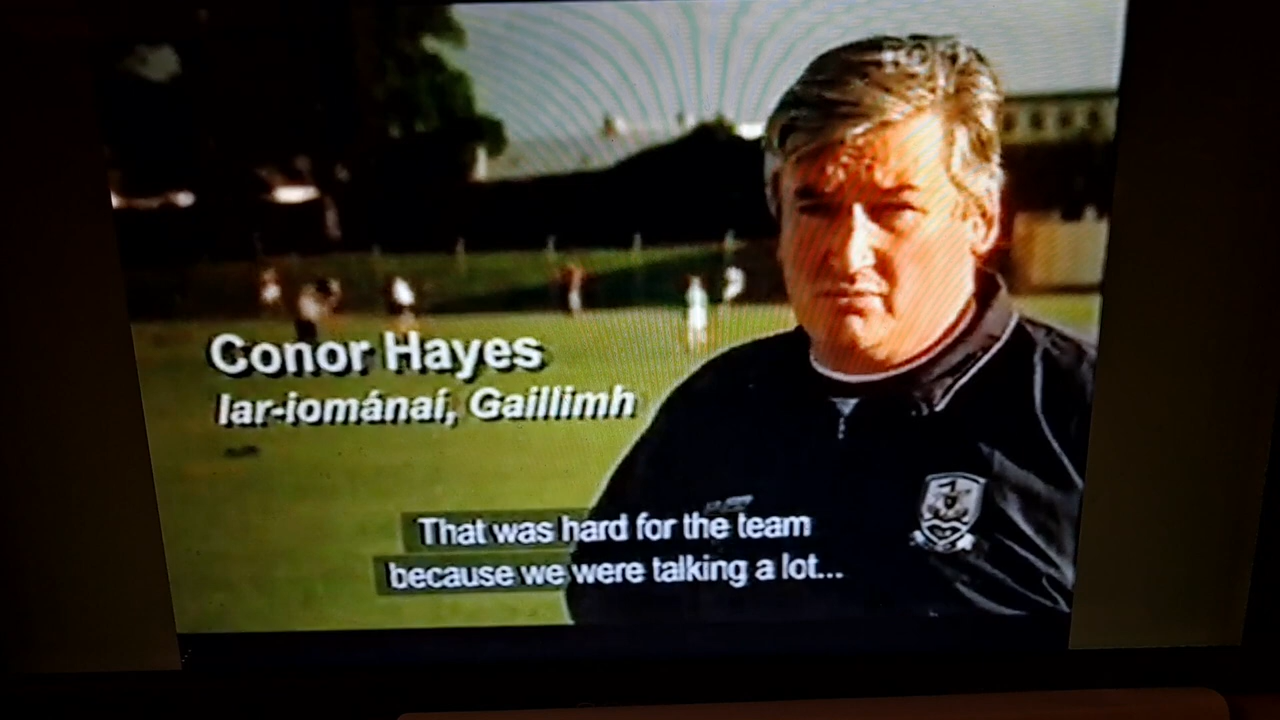 Conor Hayes
Iar-iománaí, Gaillimh
That was hard for the team
because we were talking a lot...